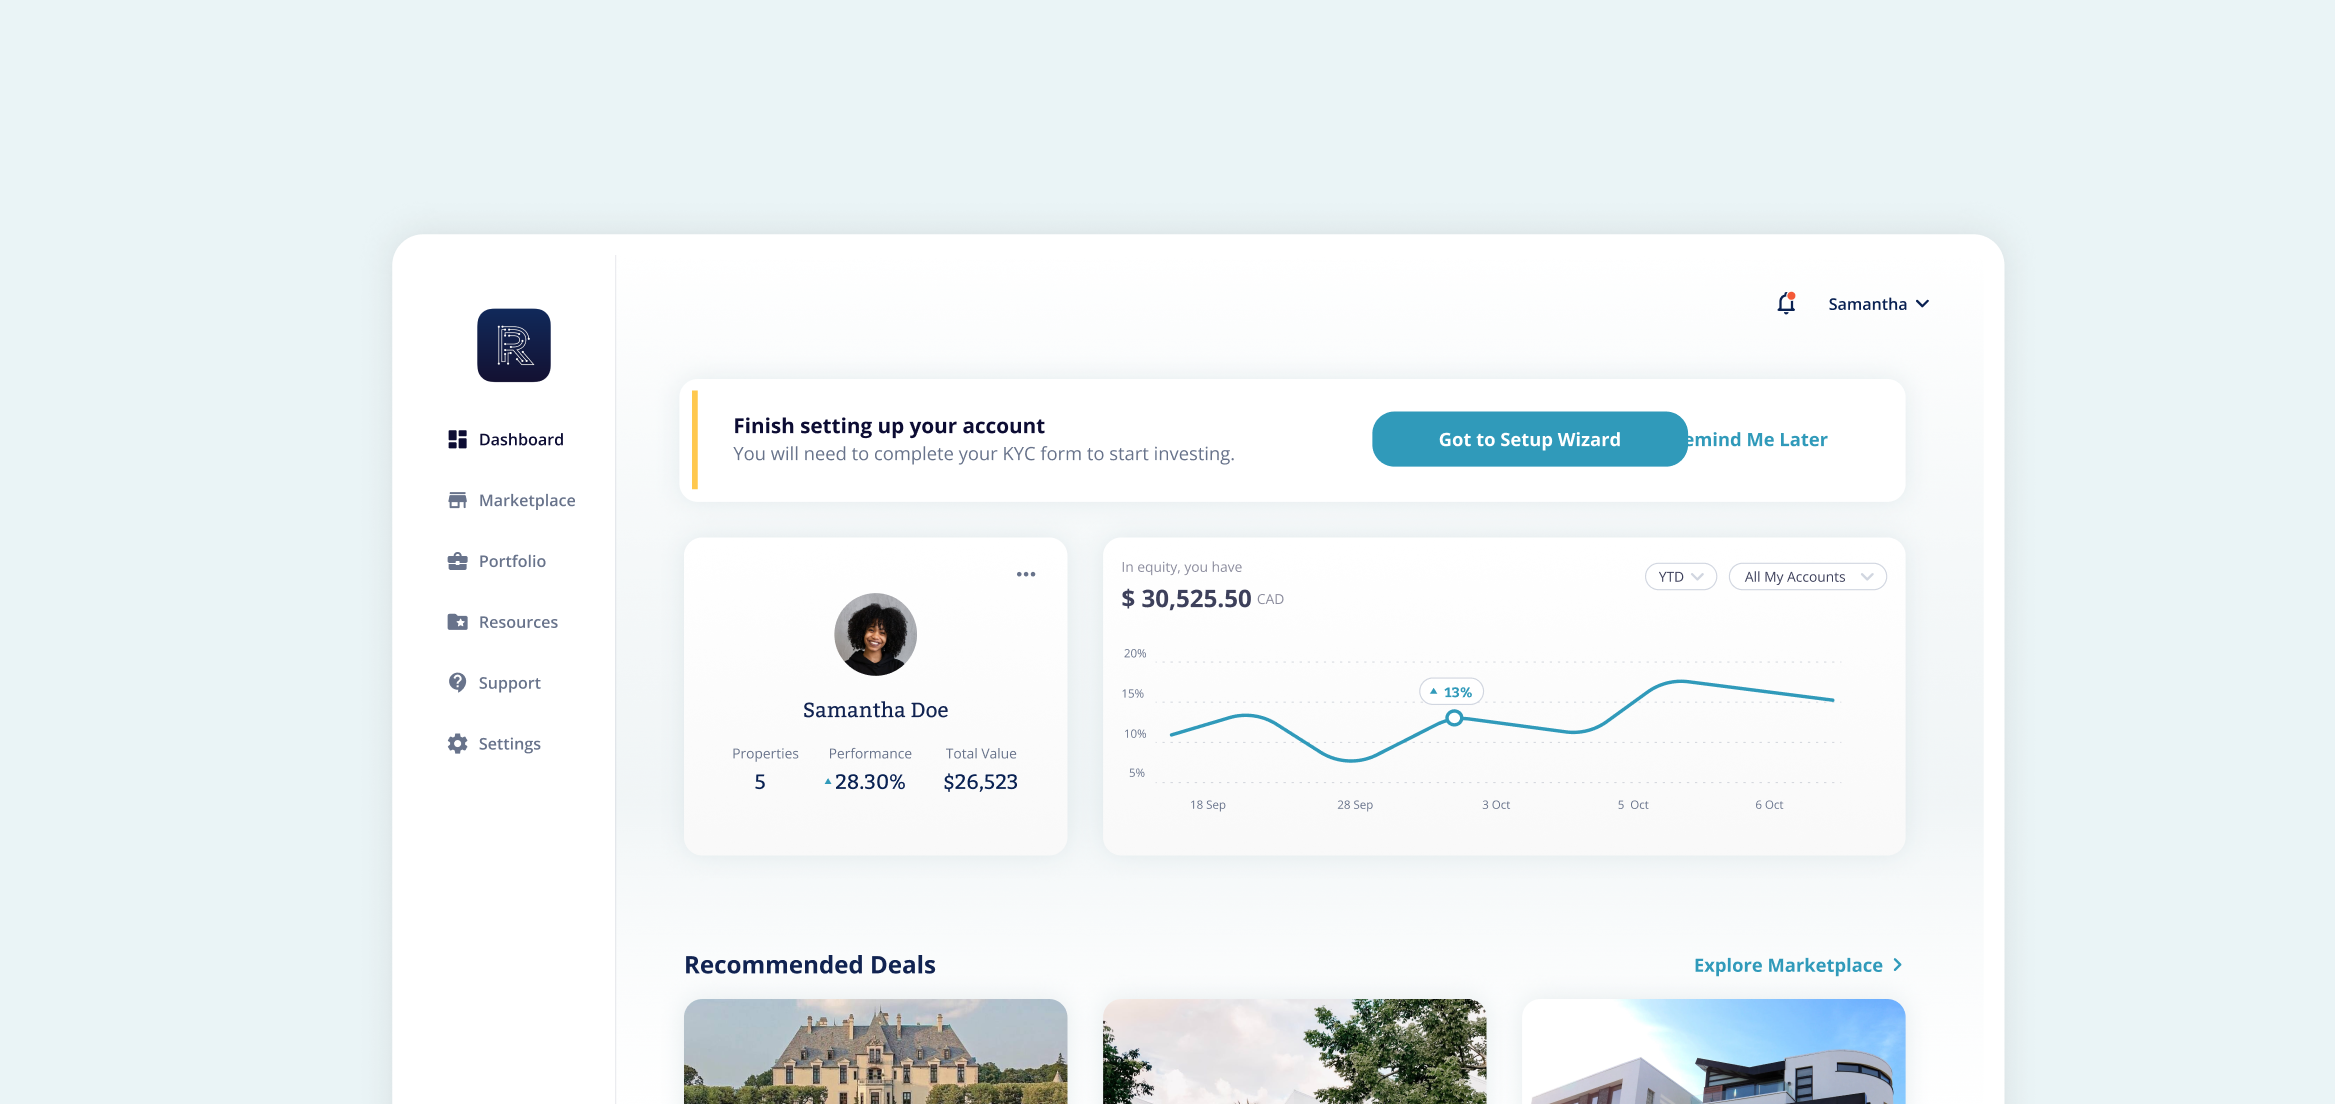 R
Samantha
Dashboard
Marketplace
Portfolio
Resources
Support
Settings
Finish setting up your account
You will need to complete your KYC form to start investing.
Got to Setup Wizard
emind Me Later
Samantha Doe
Properties
Performance
Total Value
5
28.30%
$26,523
In equity, you have
$ 30,525.50 CAD
YTD
All My Accounts
20%
15%
10%
5%
13%
18 Sep
28 Sep
3 Oct
5 Oct
6 Oct
Recommended Deals
Explore Marketplace